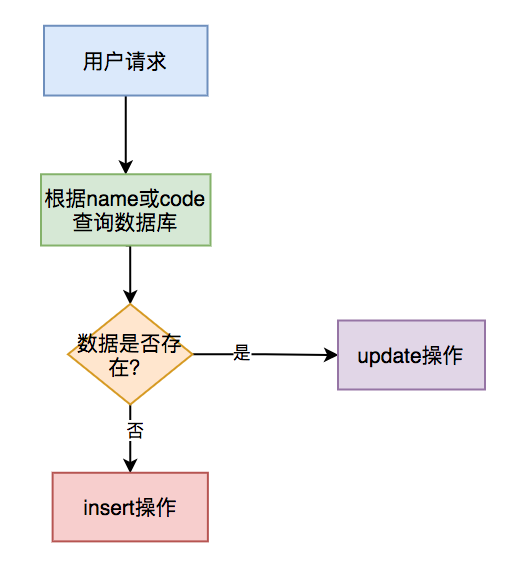 用户请求
根据name或code
查询数据库
数据是否存
在?
是
update操作
否
insert操作